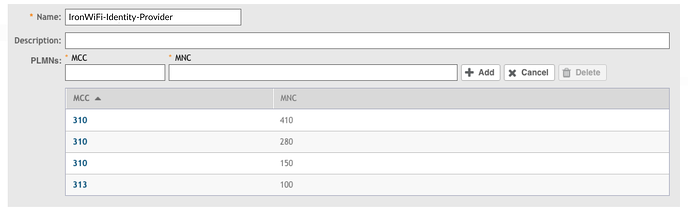 * Name: IronWiFi-Identity-Provider
Description:
PLMNs: * MCC * MNC
Add Cancel Delete
MCC MNC
310 410
310 280
310 150
313 100